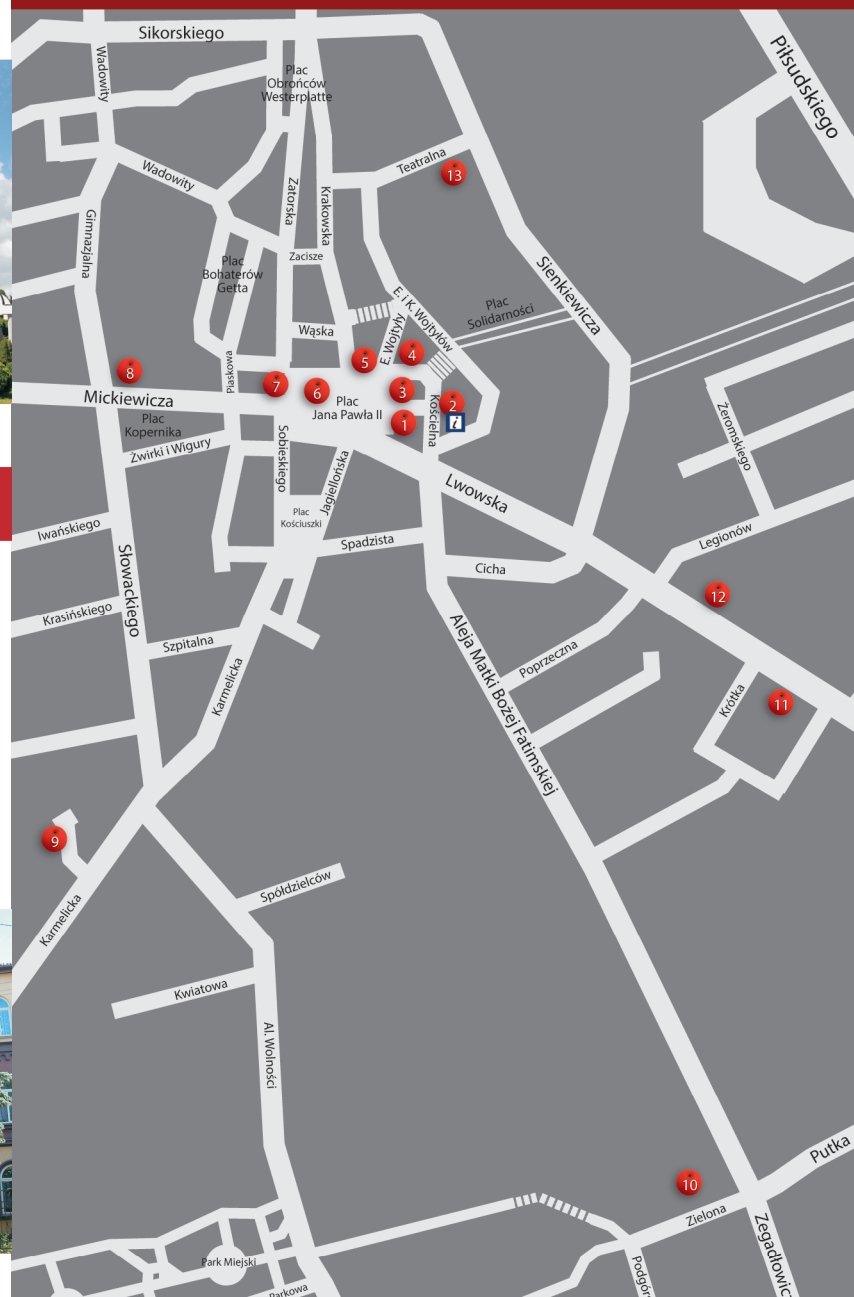 Sikorskiego
Piłsudskiego
Wadowity
Plac
Obrońców
Westerplatte
Teatralna
13
Wadowity
Zatorska
Krakowska
Gimnazjalna
Zacisze
Plac
Bohaterów
Getta
Sienkiewicza
E. i K. Wojtyłów
Plac
Solidarności
Wąska
E. Wojtyły
5
4
8
Piaskowa
7
6
3
Mickiewicza
Plac
Jana Pawła II
2
Kościelna
i
1
Plac
Kopernika
Żwirki i Wigury
Sobieskiego
Jagiellońska
Żeromskiego
Lwowska
Plac
Kościuszki
Iwańskiego
Słowackiego
Spadzista
Legionów
Cicha
12
Krasińskiego
Szpitalna
Aleja Matki Bożej Fatimskiej
Poprzeczna
Karmelicka
Krótka
11
9
Spółdzielców
Karmelicka
Kwiatowa
Al. Wolności
10
Putka
Zielona
Park Miejski
Parkowa